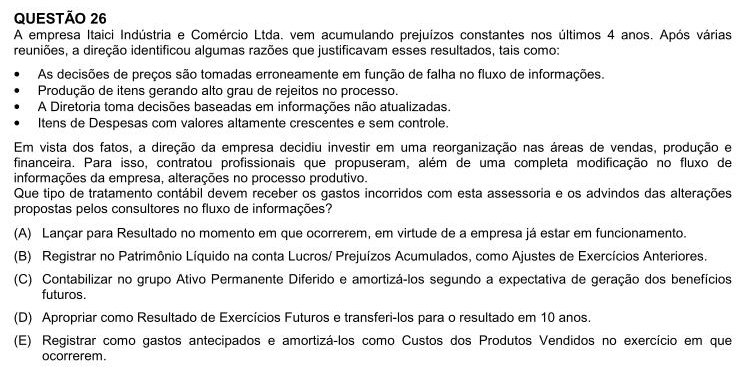 QUESTÃO 26
A empresa Itaici Indústria e Comércio Ltda. vem acumulando prejuízos constantes nos últimos 4 anos. Após várias
reuniões, a direção identificou algumas razões que justificavam esses resultados, tais como:
• As decisões de preços são tomadas erroneamente em função de falha no fluxo de informações.
• Produção de itens gerando alto grau de rejeitos no processo.
• A Diretoria toma decisões baseadas em informações não atualizadas.
• Itens de Despesas com valores altamente crescentes e sem controle.
Em vista dos fatos, a direção da empresa decidiu investir em uma reorganização nas áreas de vendas, produção e
financeira. Para isso, contratou profissionais que propuseram, além de uma completa modificação no fluxo de
informações da empresa, alterações no processo produtivo.
Que tipo de tratamento contábil devem receber os gastos incorridos com esta assessoria e os advindos das alterações
propostas pelos consultores no fluxo de informações?
(A) Lançar para Resultado no momento em que ocorrerem, em virtude de a empresa já estar em funcionamento.
(B) Registrar no Patrimônio Líquido na conta Lucros/ Prejuízos Acumulados, como Ajustes de Exercícios Anteriores.
(C) Contabilizar no grupo Ativo Permanente Diferido e amortizá-los segundo a expectativa de geração dos benefícios
futuros.
(D) Apropriar como Resultado de Exercícios Futuros e transferi-los para o resultado em 10 anos.
(E) Registrar como gastos antecipados e amortizá-los como Custos dos Produtos Vendidos no exercício em que
ocorrerem.